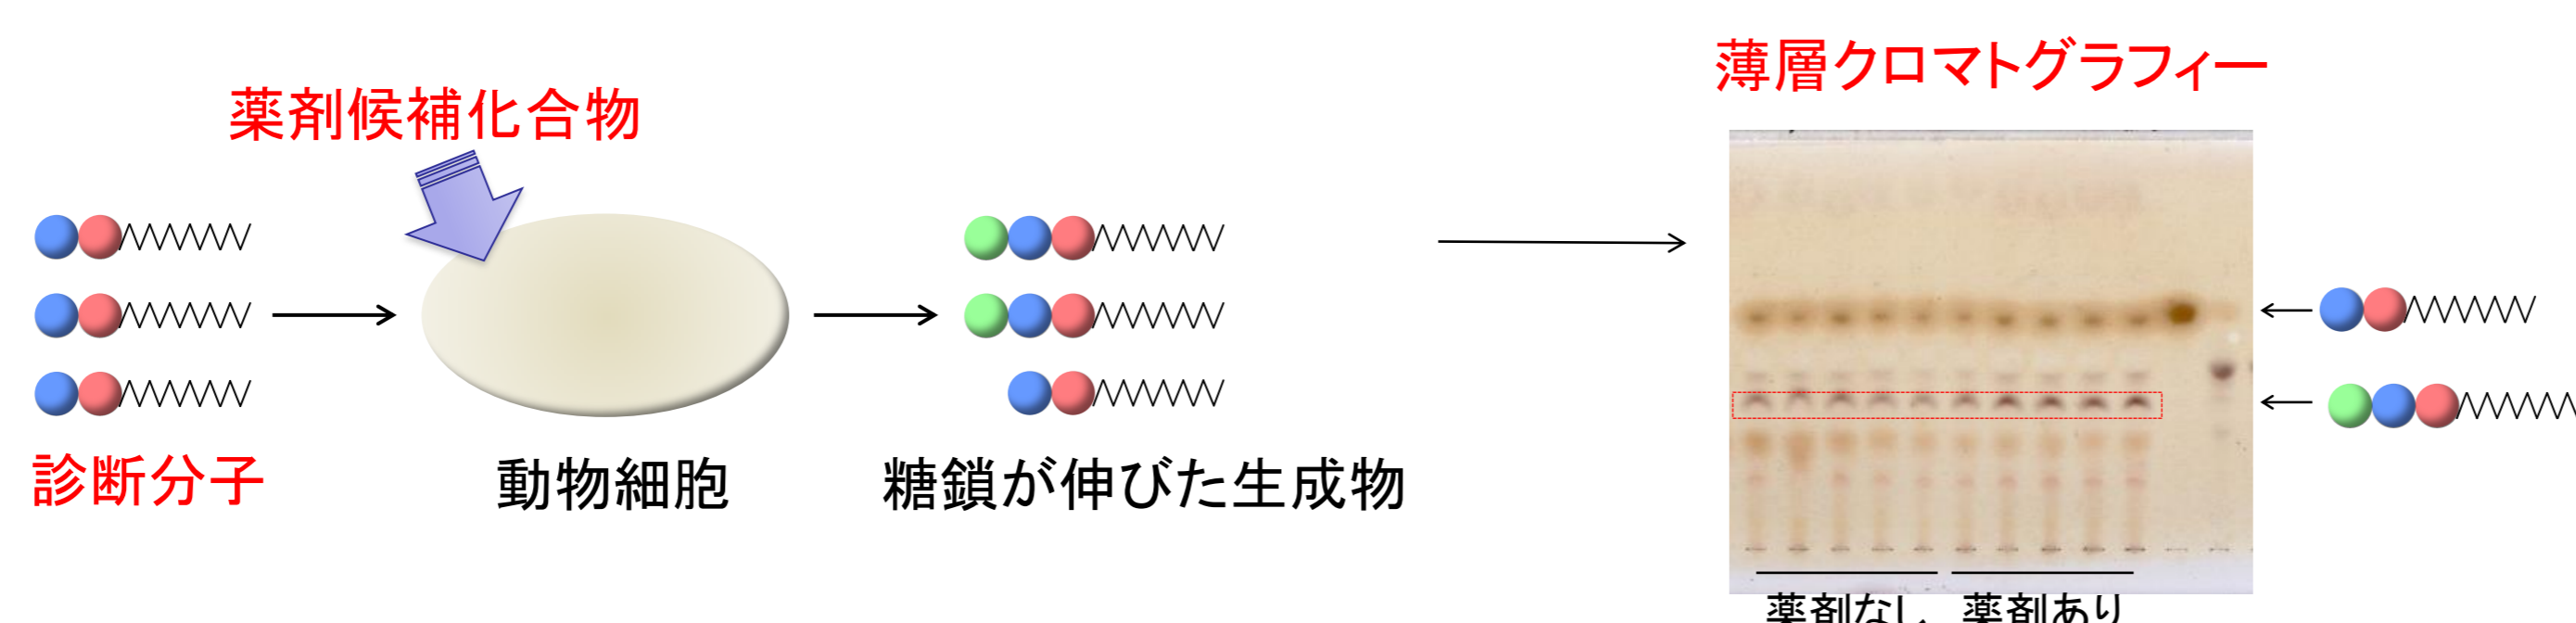 薬剤候補化合物
薄層クロマトグラフィー
診断分子
動物細胞
糖鎖が伸びた生成物
薬剤なし 薬剤あり